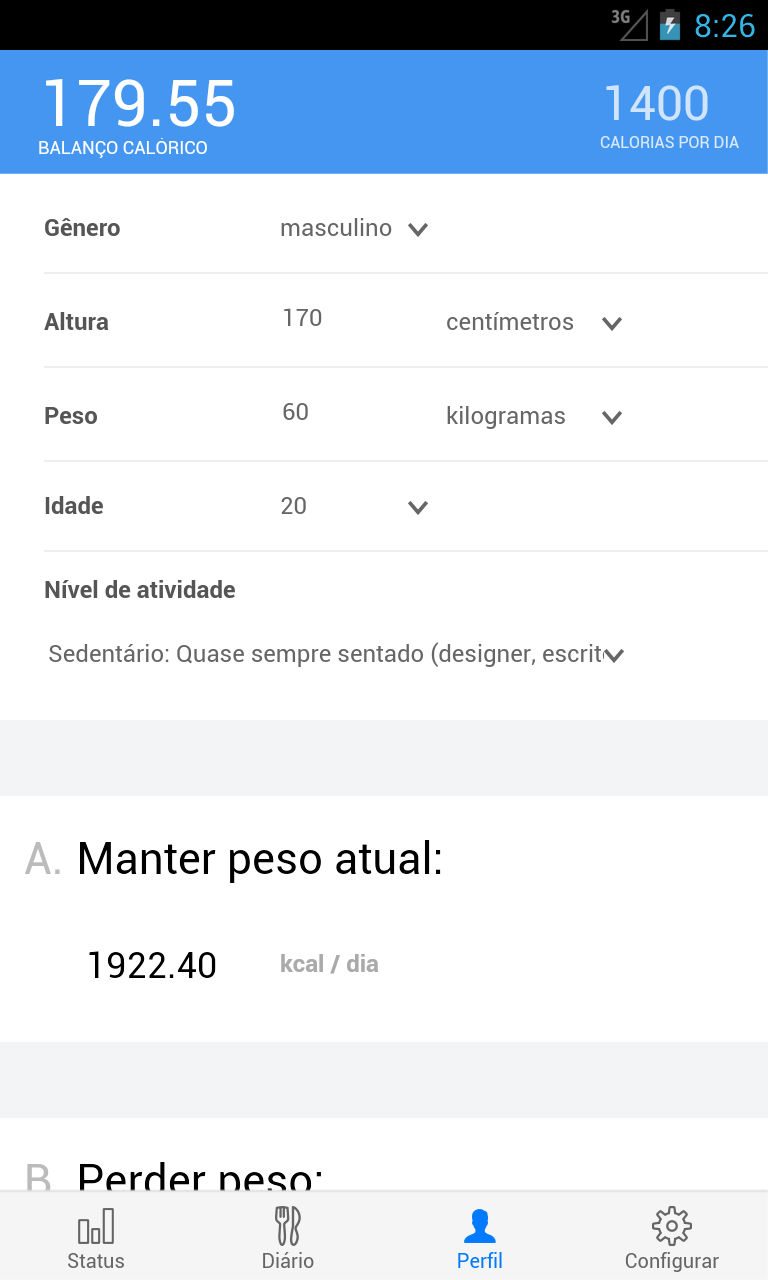 3G 8:26
179.55 1400
BALANÇO CALÓRICO CALORIAS POR DIA
Gênero masculino
Altura 170 centímetros
Peso 60 kilogramas
Idade 20
Nível de atividade
Sedentário: Quase sempre sentado (designer, escrit
A. Manter peso atual:
1922.40 kcal / dia
B. Perder peso:
Status Diário Perfil Configurar